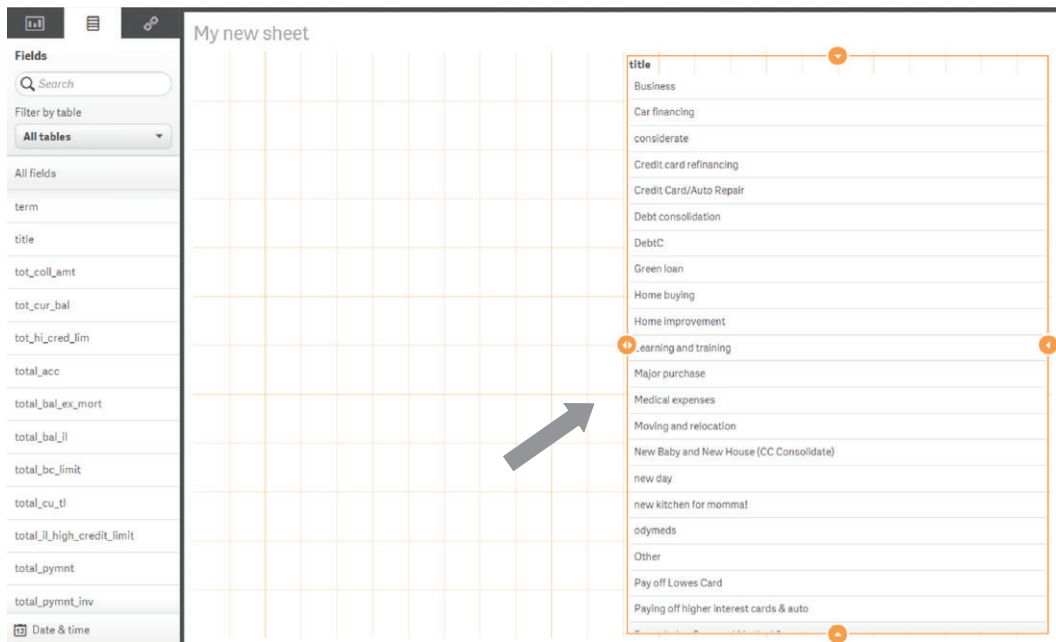 My new sheet
Fields
Search
Filter by table
All tables
All fields
term
title
tot_coll_amt
tot_cur_bal
tot_hi_cred_lim
total_acc
total_bal_ex_mort
total_bal_il
total_bc_limit
total_cu_tl
total_il_high_credit_limit
total_pymnt
total_pymnt_inv
12 Date & time
title
Business
Car financing
considerate
Credit card refinancing
Credit Card/Auto Repair
Debt consolidation
DebtC
Green loan
Home buying
Home improvement
Learning and training
Major purchase
Medical expenses
Moving and relocation
New Baby and New House (CC Consolidate)
new day
new kitchen for momma!
odymeds
Other
Pay off Lowes Card
Paying off higher interest cards & auto